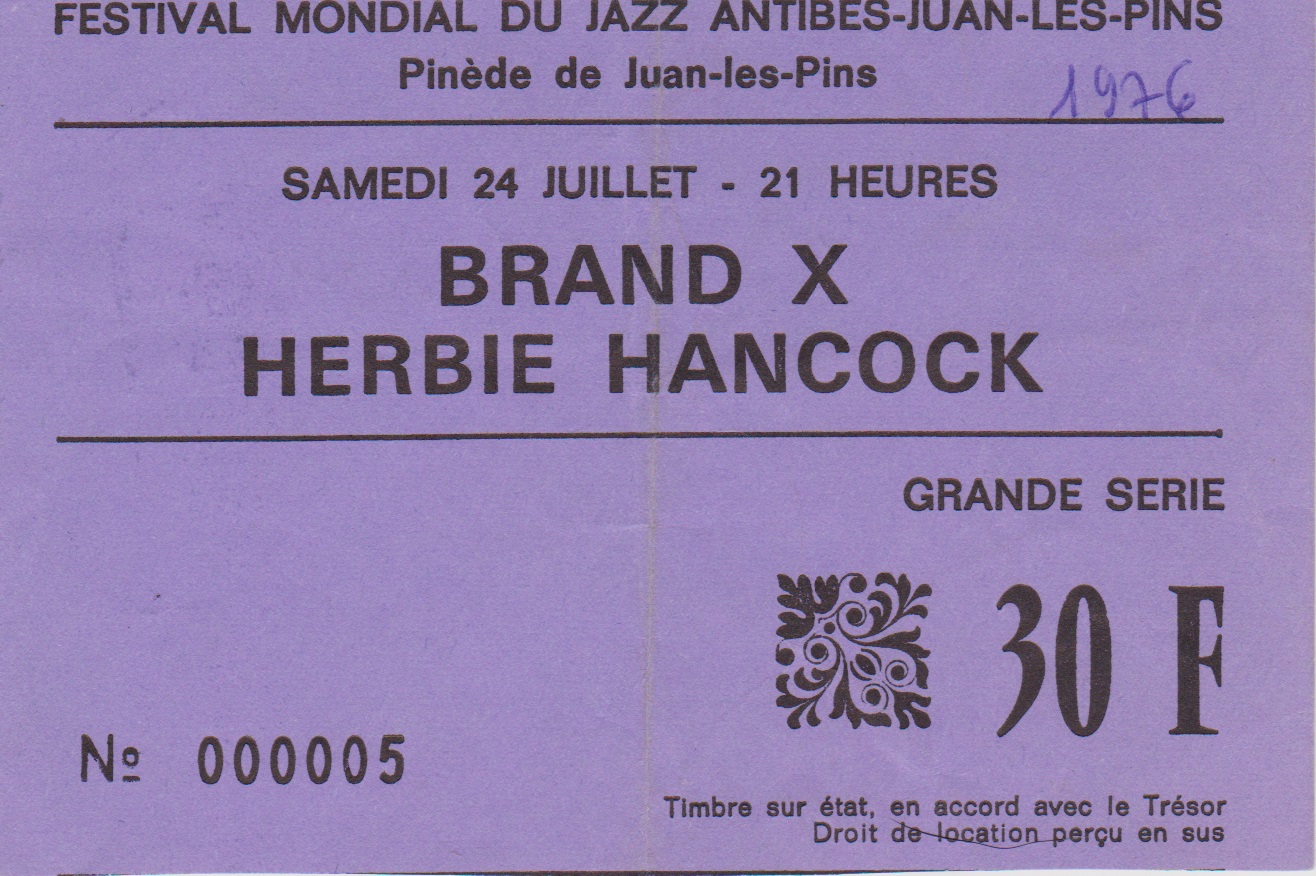 FESTIVAL MONDIAL DU JAZZ ANTIBES-JUAN-LES-PINS
Pinède de Juan-les-Pins
1976
SAMEDI 24 JUILLET - 21 HEURES
BRAND X
HERBIE HANCOCK
GRANDE SERIE
30 F
Nº 000005
Timbre sur état, en accord avec le Trésor
Droit de location perçu en sus